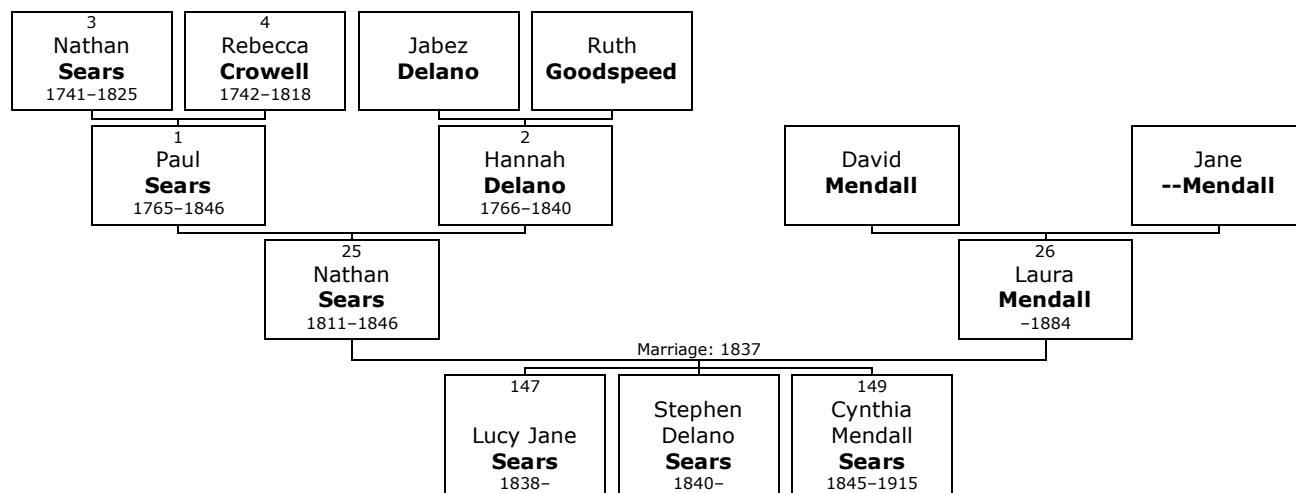 3
Nathan
Sears
1741–1825
4
Rebecca
Crowell
1742–1818
Jabez
Delano
Ruth
Goodspeed
1
Paul
Sears
1765–1846
2
Hannah
Delano
1766–1840
David
Mendall
Jane
--Mendall
25
Nathan
Sears
1811–1846
26
Laura
Mendall
–1884
Marriage: 1837
147
Lucy Jane
Sears
1838–
Stephen
Delano
Sears
1840–
149
Cynthia
Mendall
Sears
1845–1915